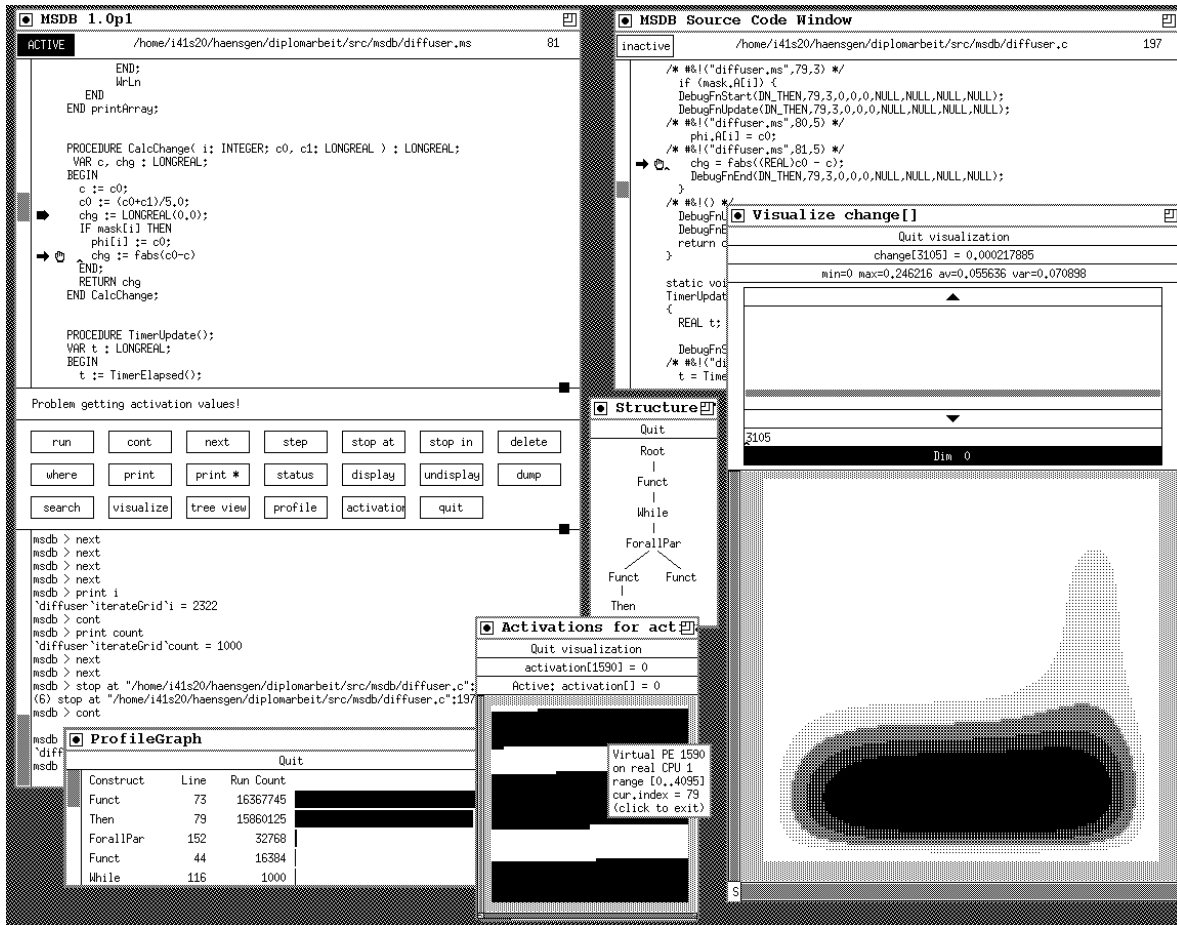 MSDB 1.0p1
ACTIVE /home/i41s20/haensgen/diplomarbeit/src/msdb/diffuser.ms 81
END;
WrLn
END
END printArray;
PROCEDURE CalcChange( i: INTEGER; c0, c1: LONGREAL ) : LONGREAL;
VAR c, chg : LONGREAL;
BEGIN
c := c0;
c0 := (c0+c1)/5.0;
chg := LONGREAL(0.0);
IF mask[i] THEN
phi[i] := c0;
chg := fabs(c0-c)
END;
RETURN chg
END CalcChange;
PROCEDURE TimerUpdate();
VAR t : LONGREAL;
BEGIN
t := TimerElapsed();
Problem getting activation values!
run cont next step stop at stop in delete
where print print * status display undisplay dump
search visualize tree view profile activation quit
msdb > next
msdb > next
msdb > next
msdb > next
msdb > print i
`diffuser`iterateGrid`i = 2322
msdb > cont
msdb > print count
`diffuser`iterateGrid`count = 1000
msdb > next
msdb > next
msdb > stop at "/home/i41s20/haensgen/diplomarbeit/src/msdb/diffuser.c":
(6) stop at "/home/i41s20/haensgen/diplomarbeit/src/msdb/diffuser.c":197
msdb > cont
msdb
`diff
msdb
MSDB Source Code Window
inactive /home/i41s20/haensgen/diplomarbeit/src/msdb/diffuser.c 197
/* #&!("diffuser.ms",79,3) */
if (mask.A[i]) {
DebugFnStart(DN_THEN,79,3,0,0,0,NULL,NULL,NULL,NULL);
DebugFnUpdate(DN_THEN,79,3,0,0,0,NULL,NULL,NULL,NULL);
/* #&!("diffuser.ms",80,5) */
phi.A[i] = c0;
/* #&!("diffuser.ms",81,5) */
chg = fabs((REAL)c0 - c);
DebugFnEnd(DN_THEN,79,3,0,0,0,NULL,NULL,NULL,NULL);
}
/* #&!() */
DebugFnU
DebugFnE
return c
}
static voi
TimerUpdat
{
REAL t;
DebugFnS
/* #&!("di
t = Time
Visualize change[]
Quit visualization
change[3105] = 0.000217885
min=0 max=0.246216 av=0.055636 var=0.070898
3105
Dim 0
S
Structure
Quit
Root
Funct
While
ForallPar
Funct Funct
Then
Activations for act
Quit visualization
activation[1590] = 0
Active: activation[] = 0
Virtual PE 1590
on real CPU 1
range [0..4095]
cur.index = 79
(click to exit)
ProfileGraph
Quit
Construct Line Run Count
Funct 73 16367745
Then 79 15860125
ForallPar 152 32768
Funct 44 16384
While 116 1000